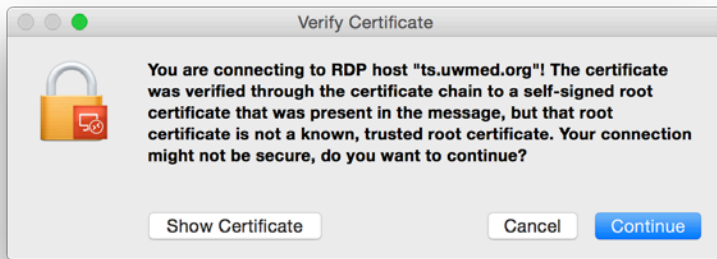 Verify Certificate
You are connecting to RDP host "ts.uwmed.org"! The certificate
was verified through the certificate chain to a self-signed root
certificate that was present in the message, but that root
certificate is not a known, trusted root certificate. Your connection
might not be secure, do you want to continue?
Show Certificate
Cancel
Continue